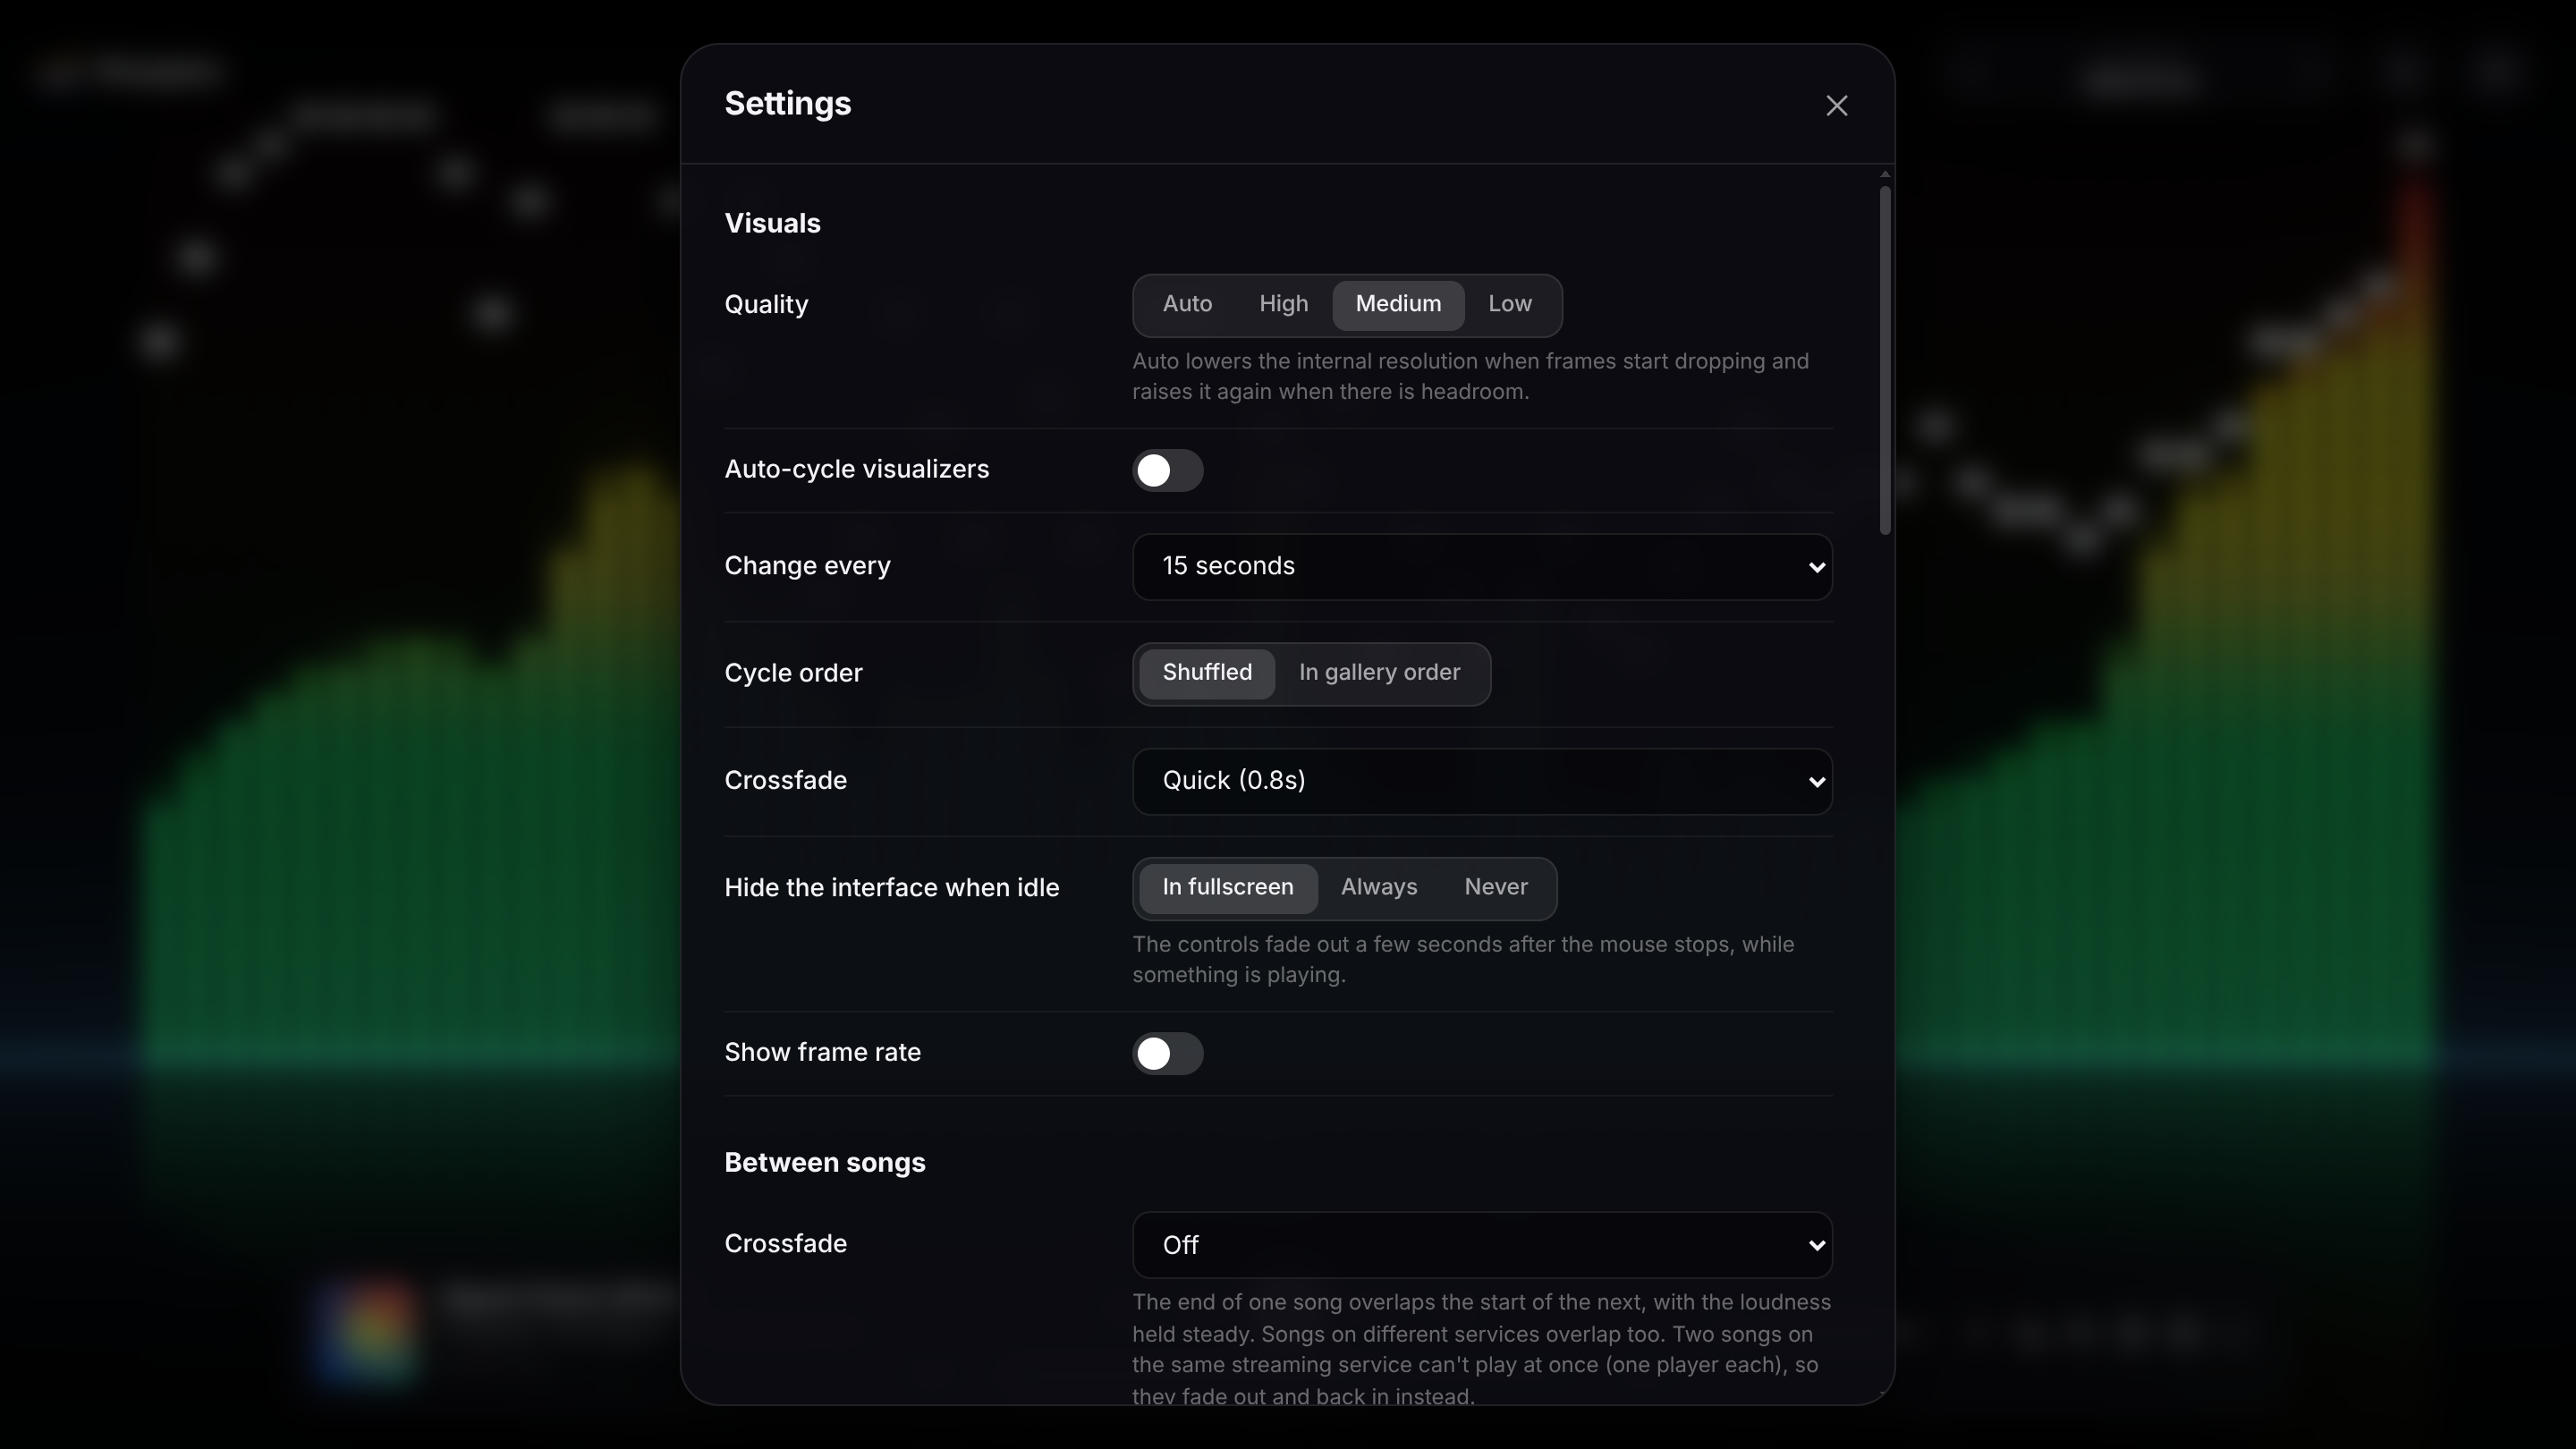 Settings
Visuals
Quality
Auto High Medium Low
Auto lowers the internal resolution when frames start dropping and
raises it again when there is headroom.
Auto-cycle visualizers
Change every
15 seconds
Cycle order
Shuffled In gallery order
Crossfade
Quick (0.8s)
Hide the interface when idle
In fullscreen Always Never
The controls fade out a few seconds after the mouse stops, while
something is playing.
Show frame rate
Between songs
Crossfade
Off
The end of one song overlaps the start of the next, with the loudness
held steady. Songs on different services overlap too. Two songs on
the same streaming service can't play at once (one player each), so
they fade out and back in instead.